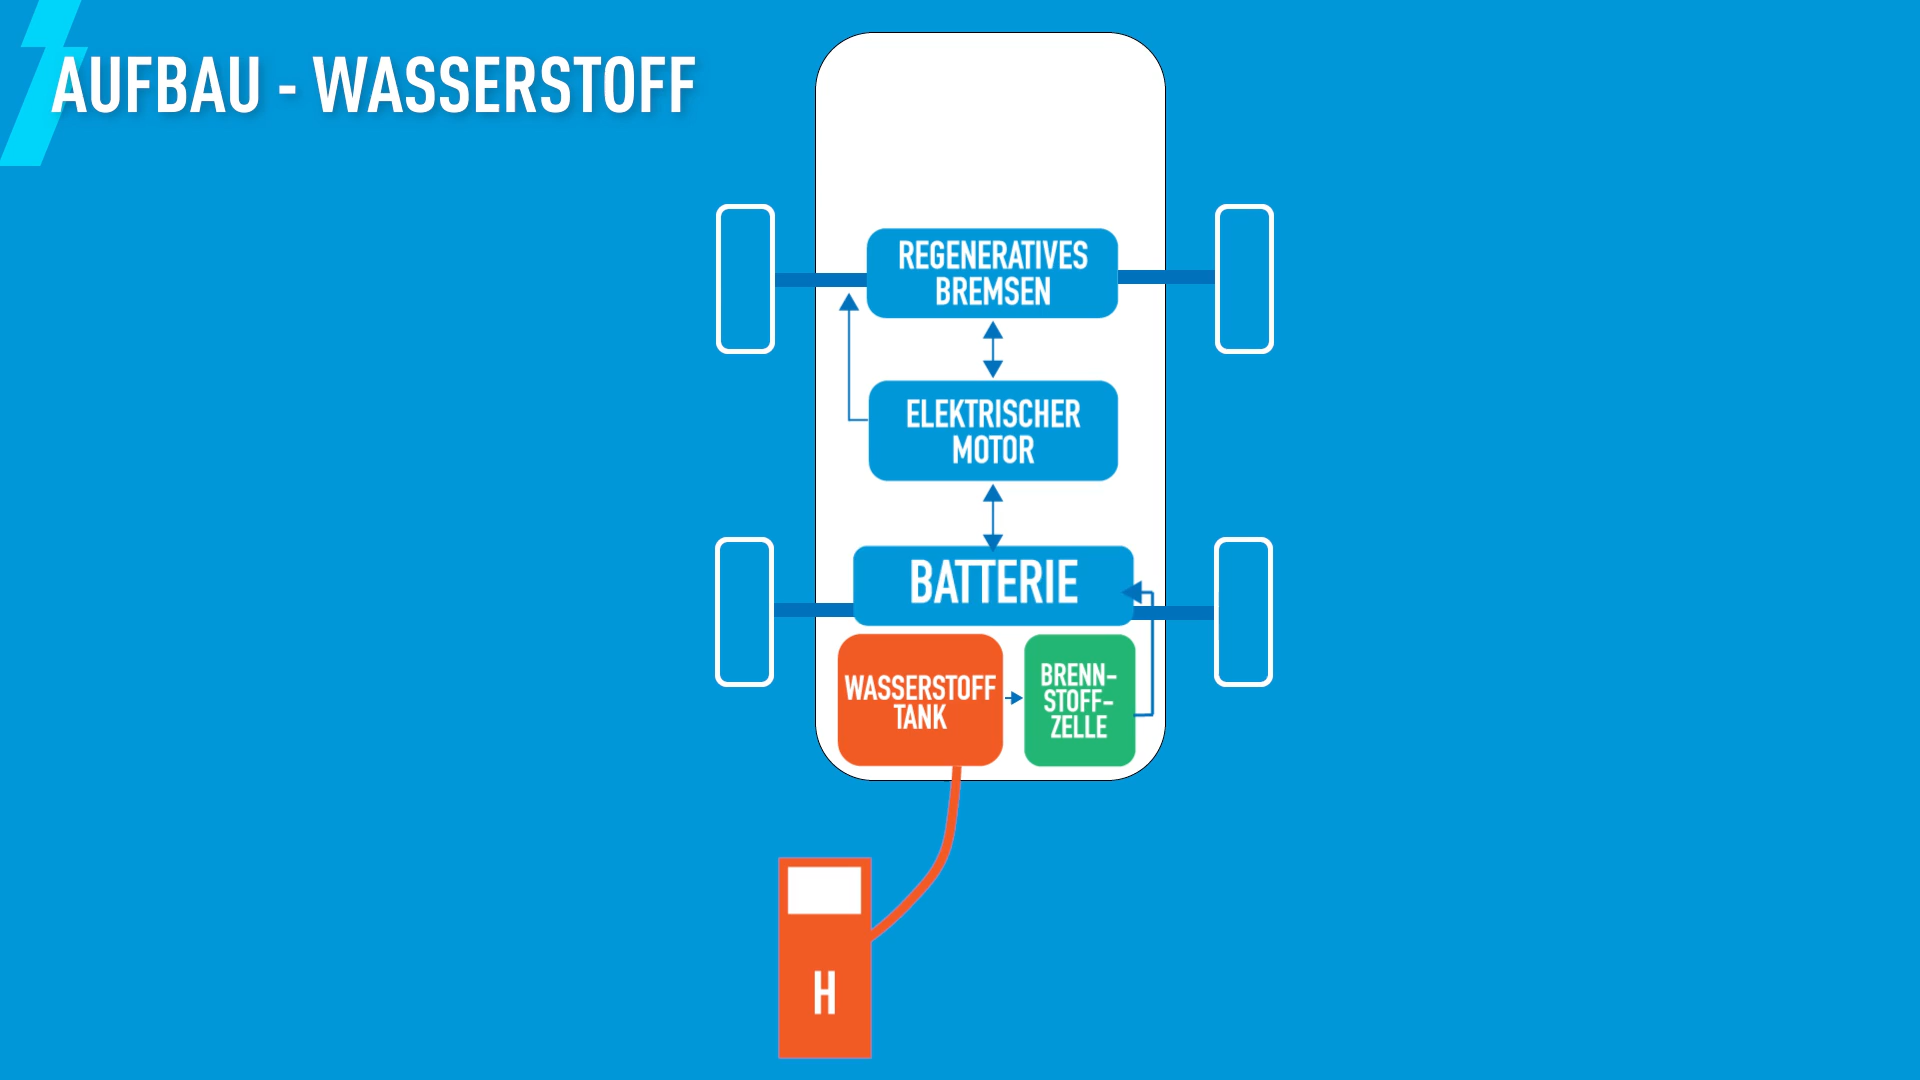 AUFBAU - WASSERSTOFF
REGENERATIVES
BREMSEN
ELEKTRISCHER
MOTOR
BATTERIE
WASSERSTOFF
TANK
BRENN-
STOFF-
ZELLE
H